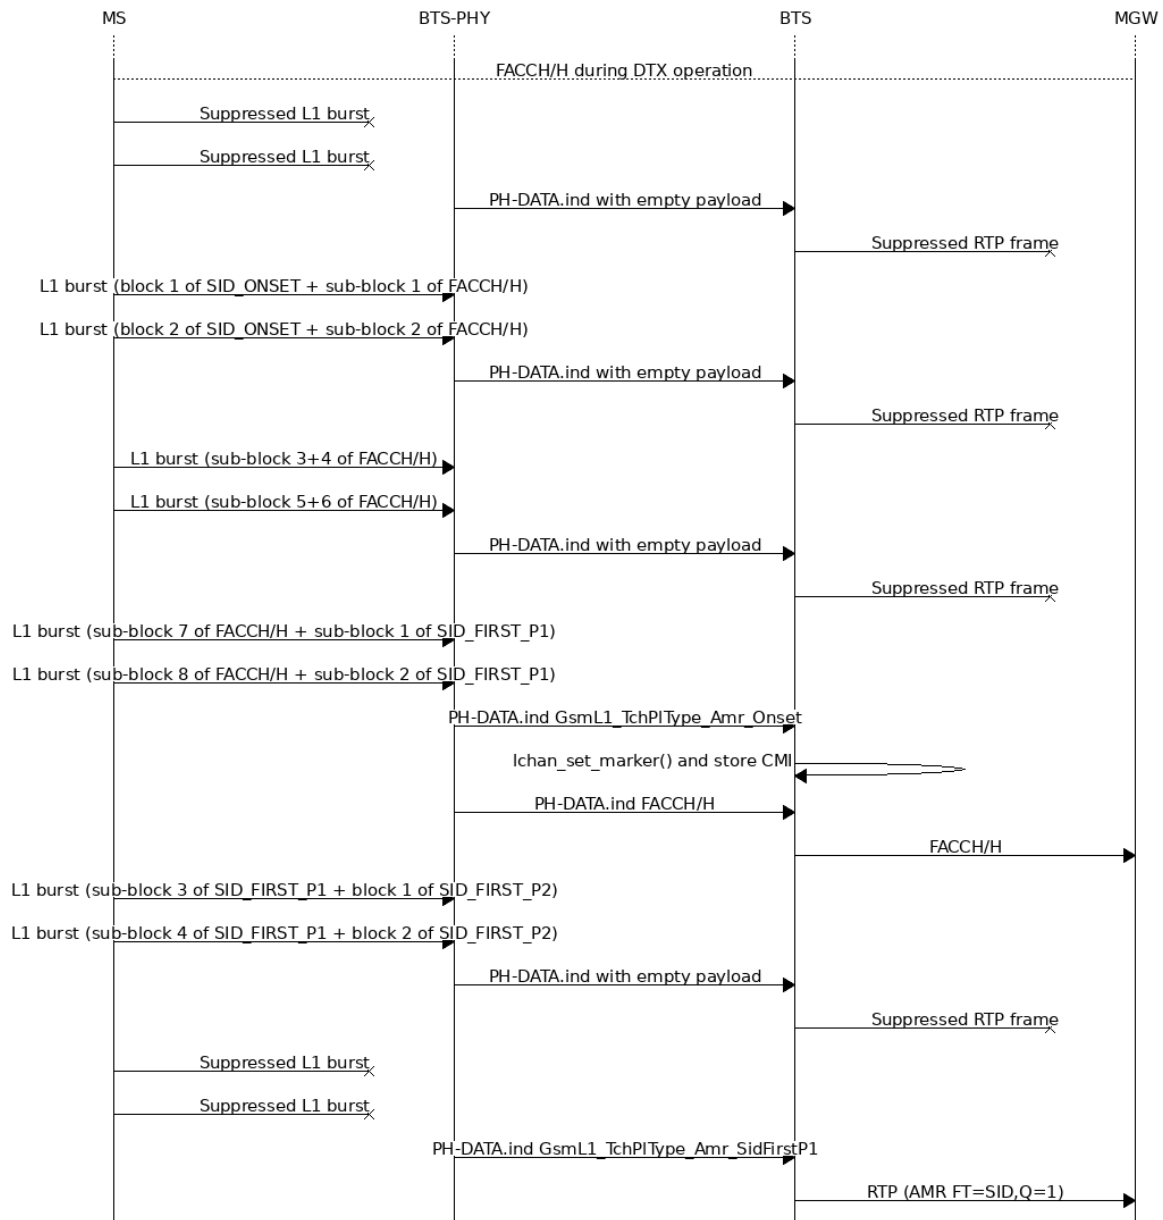 MS BTS-PHY BTS MGW
FACCH/H during DTX operation
Suppressed L1 burst
Suppressed L1 burst
PH-DATA.ind with empty payload
Suppressed RTP frame
L1 burst (block 1 of SID_ONSET + sub-block 1 of FACCH/H)
L1 burst (block 2 of SID_ONSET + sub-block 2 of FACCH/H)
PH-DATA.ind with empty payload
Suppressed RTP frame
L1 burst (sub-block 3+4 of FACCH/H)
L1 burst (sub-block 5+6 of FACCH/H)
PH-DATA.ind with empty payload
Suppressed RTP frame
L1 burst (sub-block 7 of FACCH/H + sub-block 1 of SID_FIRST_P1)
L1 burst (sub-block 8 of FACCH/H + sub-block 2 of SID_FIRST_P1)
PH-DATA.ind GsmL1_TchPlType_Amr_Onset
lchan_set_marker() and store CMI
PH-DATA.ind FACCH/H
FACCH/H
L1 burst (sub-block 3 of SID_FIRST_P1 + block 1 of SID_FIRST_P2)
L1 burst (sub-block 4 of SID_FIRST_P1 + block 2 of SID_FIRST_P2)
PH-DATA.ind with empty payload
Suppressed RTP frame
Suppressed L1 burst
Suppressed L1 burst
PH-DATA.ind GsmL1_TchPlType_Amr_SidFirstP1
RTP (AMR FT=SID,Q=1)